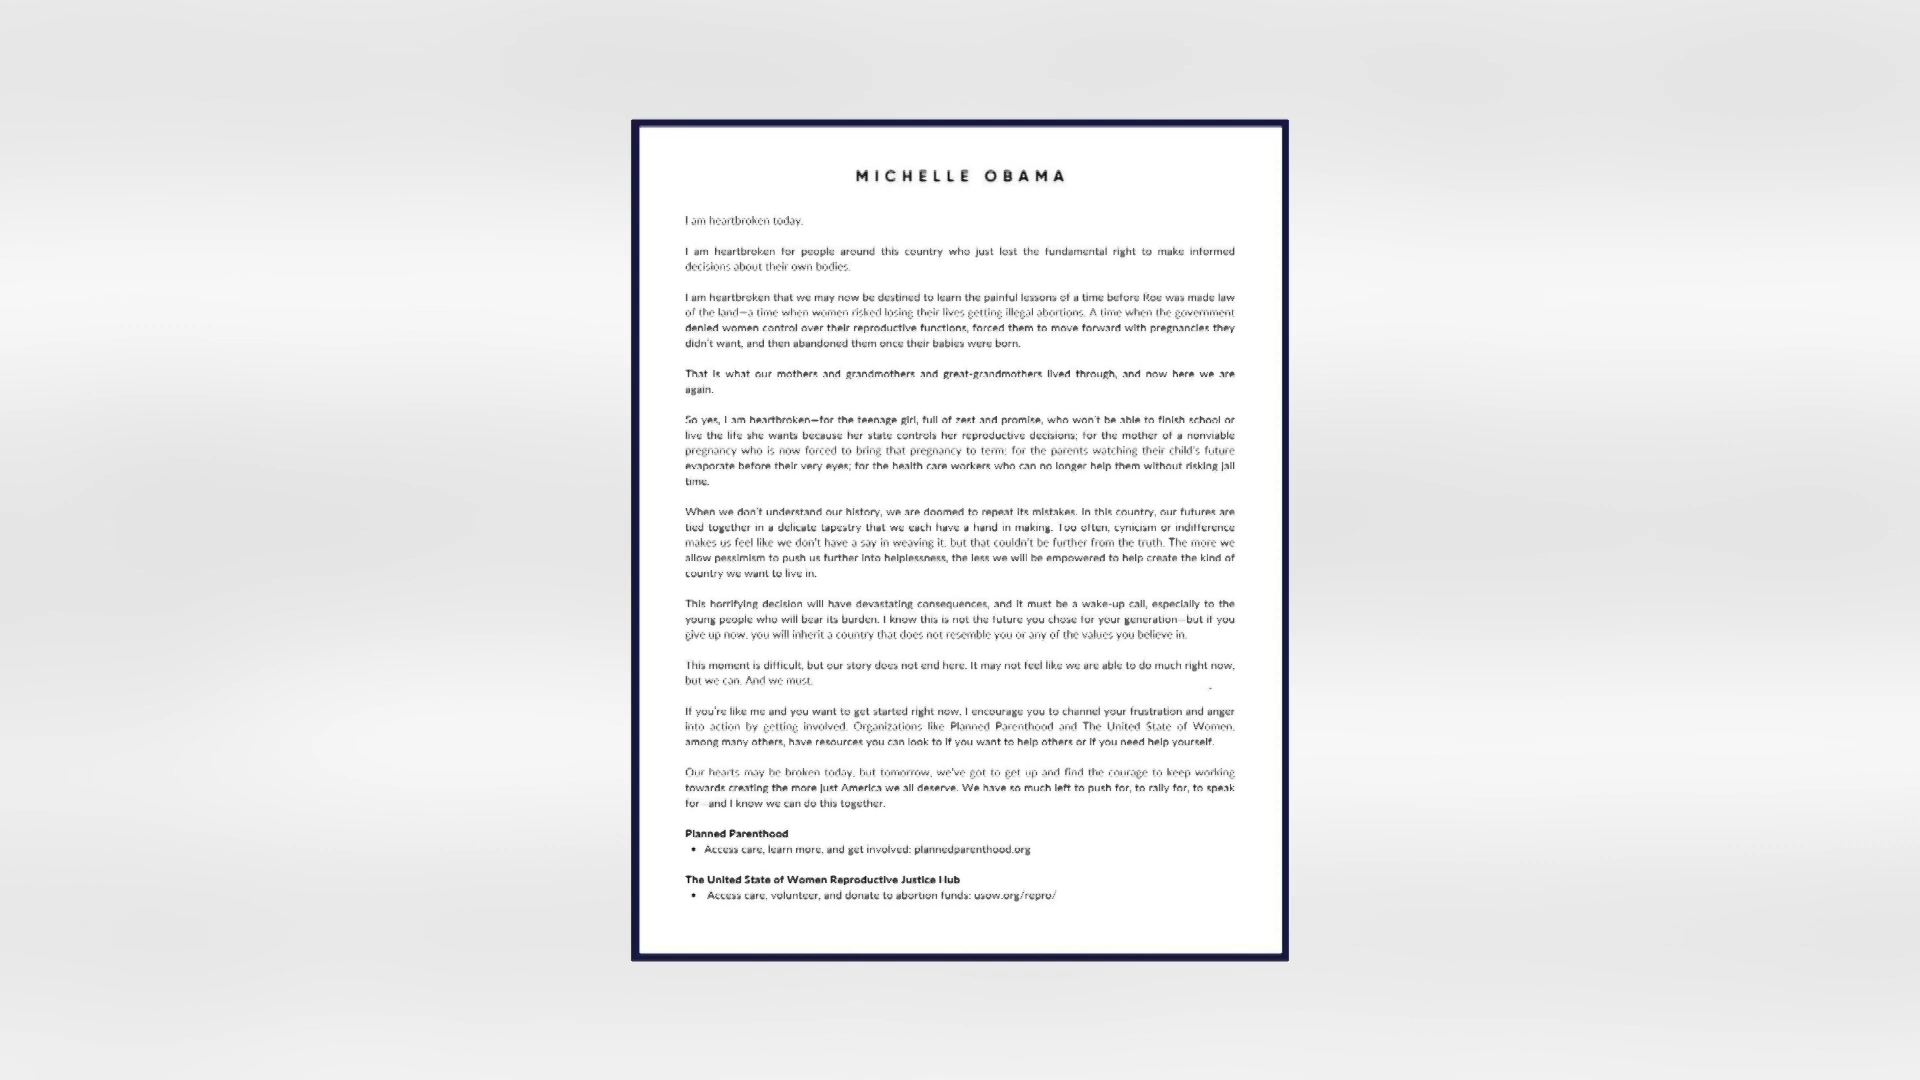 MICHELLE OBAMA
I am heartbroken today.
I am heartbroken for people around this country who just lost the fundamental right to make informed
decisions about their own bodies.
I am heartbroken that we may now be destined to learn the painful lessons of a time before Roe was made law
of the land—a time when women risked losing their lives getting illegal abortions. A time when the government
denied women control over their reproductive functions, forced them to move forward with pregnancies they
didn't want, and then abandoned them once their babies were born.
That is what our mothers and grandmothers and great-grandmothers lived through, and now here we are
again.
So yes, I am heartbroken—for the teenage girl, full of zest and promise, who won't be able to finish school or
live the life she wants because her state controls her reproductive decisions; for the mother of a nonviable
pregnancy who is now forced to bring that pregnancy to term; for the parents watching their child's future
evaporate before their very eyes; for the health care workers who can no longer help them without risking jail
time.
When we don't understand our history, we are doomed to repeat its mistakes. In this country, our futures are
tied together in a delicate tapestry that we each have a hand in making. Too often, cynicism or indifference
makes us feel like we don't have a say in weaving it, but that couldn't be further from the truth. The more we
allow pessimism to push us further into helplessness, the less we will be empowered to help create the kind of
country we want to live in.
This horrifying decision will have devastating consequences, and it must be a wake-up call, especially to the
young people who will bear its burden. I know this is not the future you chose for your generation—but if you
give up now, you will inherit a country that does not resemble you or any of the values you believe in.
This moment is difficult, but our story does not end here. It may not feel like we are able to do much right now,
but we can. And we must.
If you're like me and you want to get started right now, I encourage you to channel your frustration and anger
into action by getting involved. Organizations like Planned Parenthood and The United State of Women,
among many others, have resources you can look to if you want to help others or if you need help yourself.
Our hearts may be broken today, but tomorrow, we've got to get up and find the courage to keep working
towards creating the more just America we all deserve. We have so much left to push for, to rally for, to speak
for—and I know we can do this together.
Planned Parenthood
• Access care, learn more, and get involved: plannedparenthood.org
The United State of Women Reproductive Justice Hub
• Access care, volunteer, and donate to abortion funds: usow.org/repro/